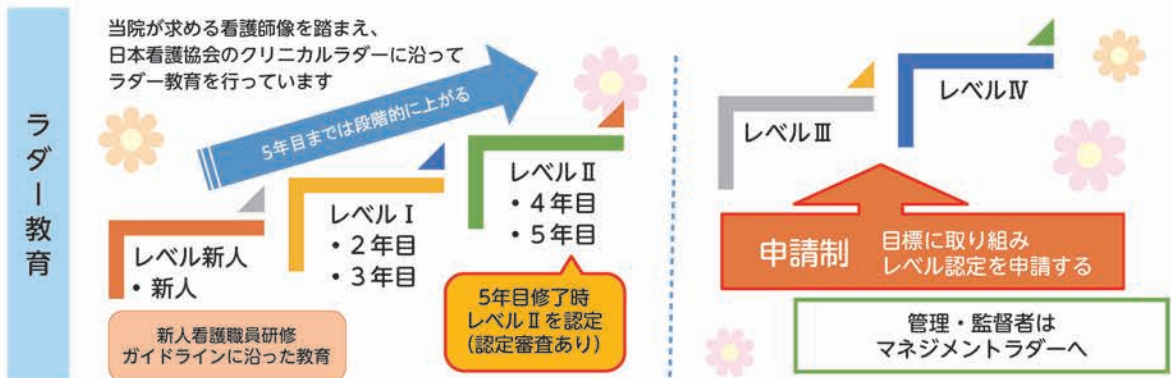 ラダー教育
当院が求める看護師像を踏まえ、
日本看護協会のクリニカルラダーに沿って
ラダー教育を行っています
5年目までは段階的に上がる
レベル新人
・新人
新人看護職員研修
ガイドラインに沿った教育
レベルⅠ
・２年目
・３年目
レベルⅡ
・４年目
・５年目
5年目修了時
レベルⅡを認定
(認定審査あり)
レベルⅢ
レベルⅣ
申請制
目標に取り組み
レベル認定を申請する
管理・監督者は
マネジメントラダーへ